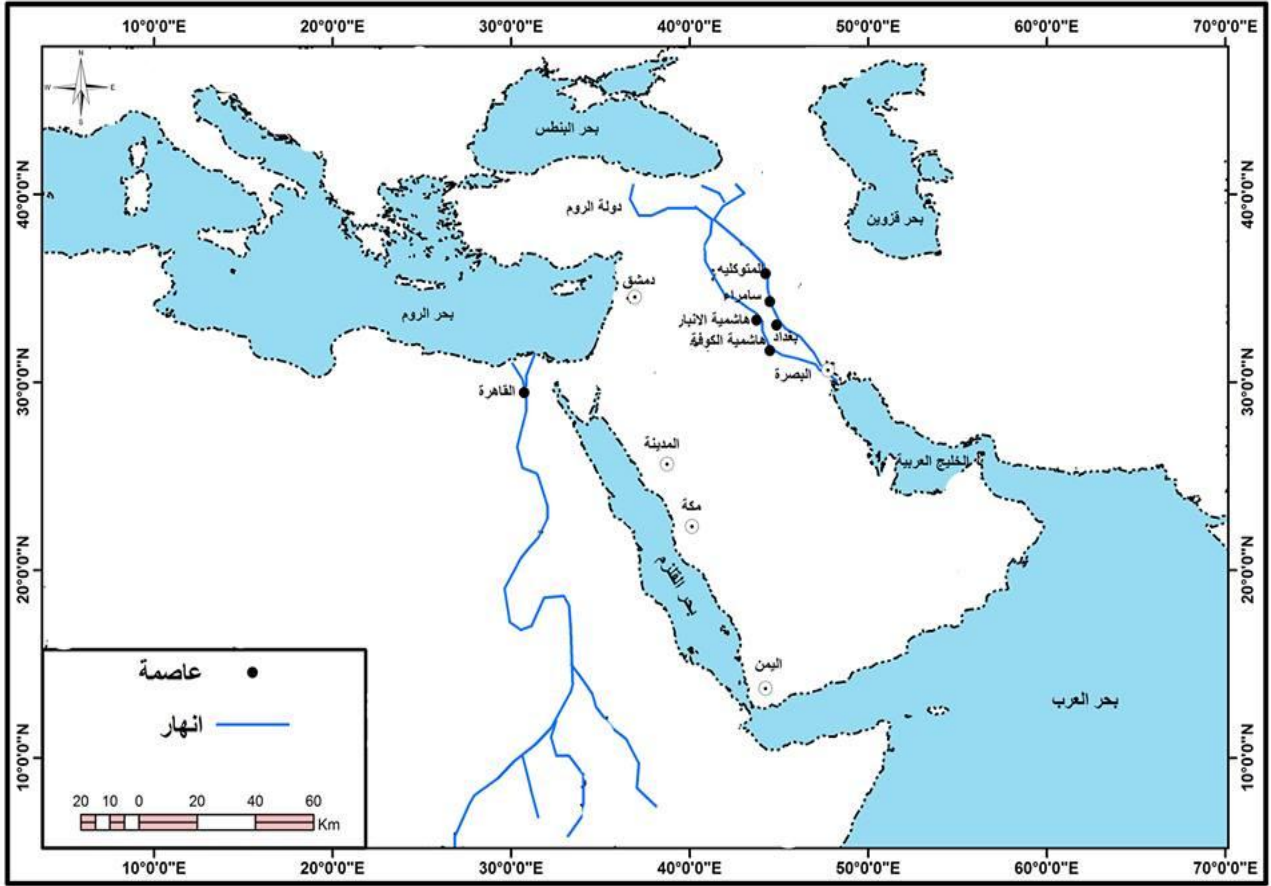 10°0'0"E 20°0'0"E 30°0'0"E 40°0'0"E 50°0'0"E 60°0'0"E 70°0'0"E
N
W E
S
40°0'0"N
30°0'0"N
20°0'0"N
10°0'0"N
40°0'0"N
30°0'0"N
20°0'0"N
10°0'0"N
بحر البنطس
دولة الروم
بحر قزوين
المتوكليه
دمشق
سامراء
بحر الروم
هاشمية الانبار
بغداد
هاشمية الكوفة
البصرة
القاهرة
المدينة
الخليج العربية
مكة
بحر القلزم
اليمن
بحر العرب
عاصمة
انهار
20 10 0 20 40 60
Km
10°0'0"E 20°0'0"E 30°0'0"E 40°0'0"E 50°0'0"E 60°0'0"E 70°0'0"E